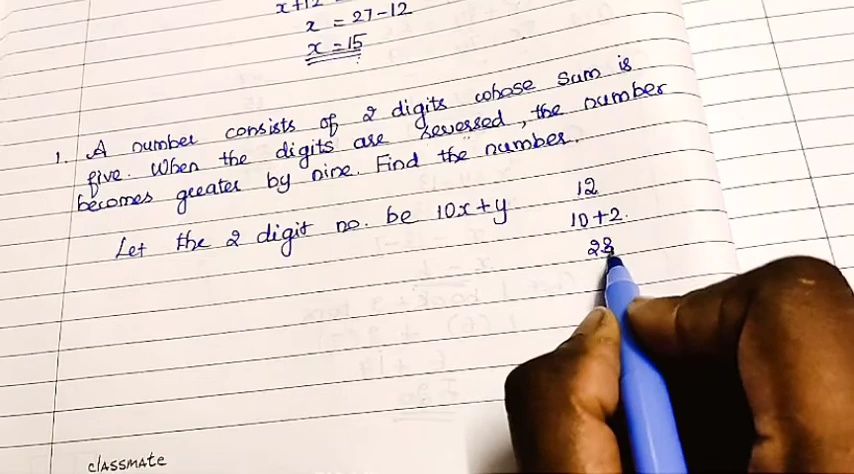 x+12
x = 27-12
x = 15
1. A number consists of 2 digits whose sum is
five. When the digits are reversed, the number
becomes greater by nine. Find the number.
Let the 2 digit no. be 10x+y
12
10+2.
23
classmate